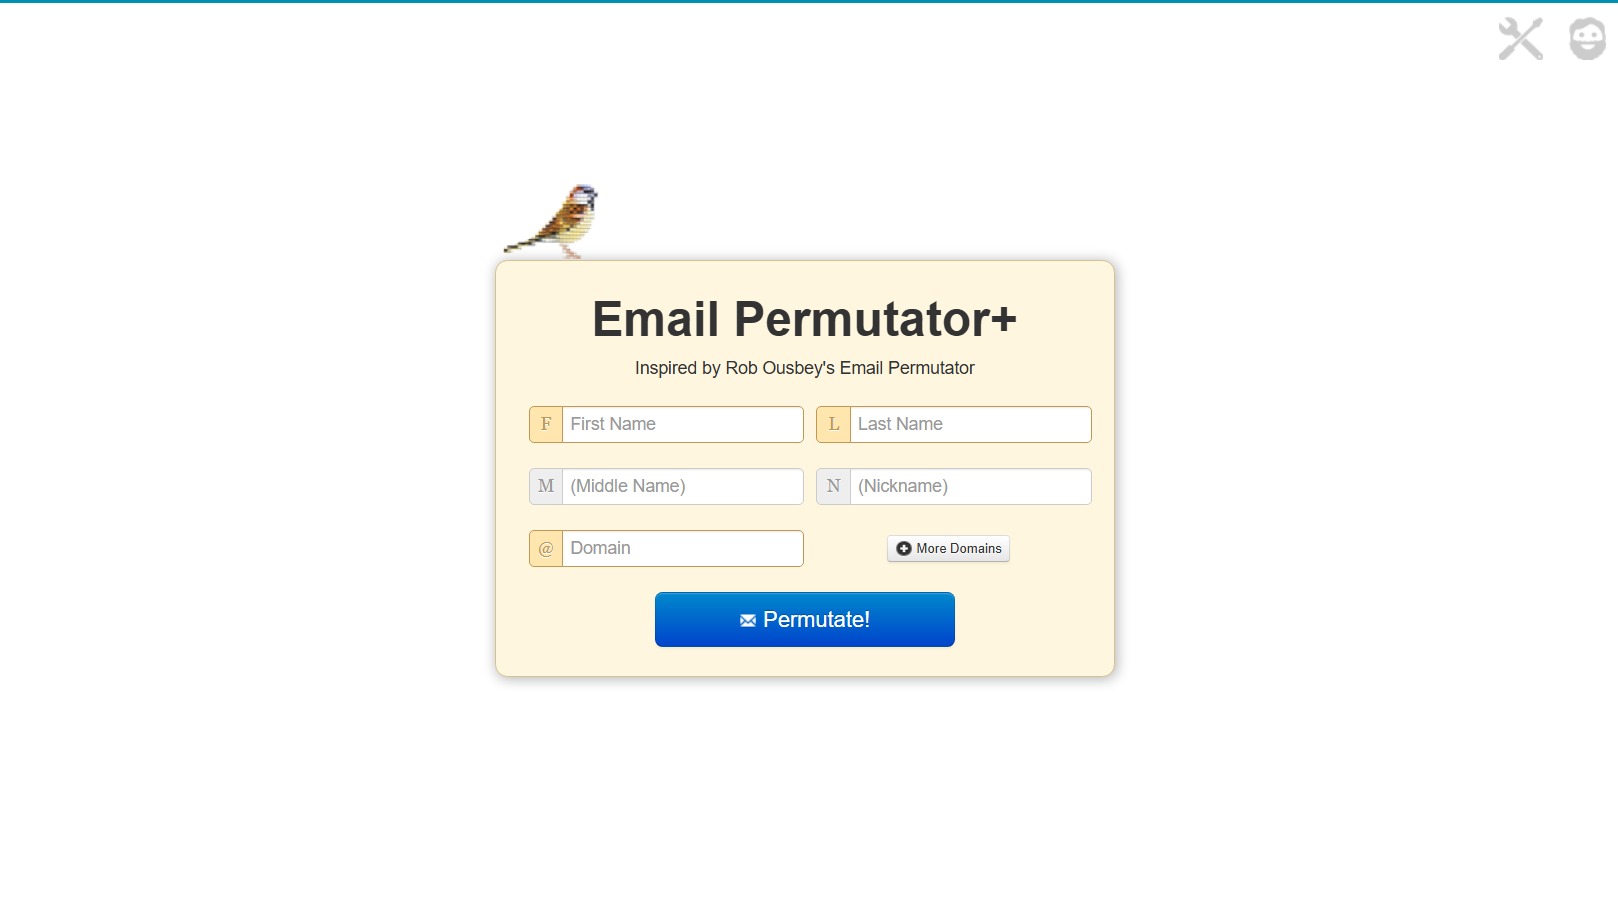 Email Permutator+
Inspired by Rob Ousbey's Email Permutator
F First Name
L Last Name
M (Middle Name)
N (Nickname)
@ Domain
More Domains
Permutate!